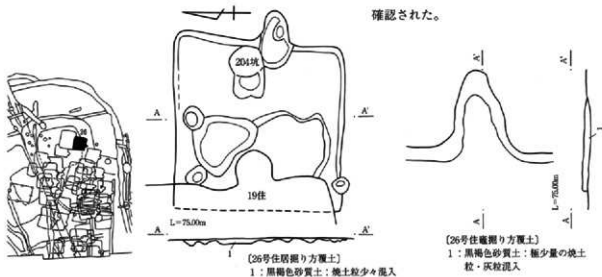 確認された。
204坑
26
A
A'
19住
L=75.00m
A
A'
1
[26号住居掘り方覆土]
1：黒褐色砂質土：焼土粒少々混入
A'
A'
A
A
L=75.00m
1
[26号住竈掘り方覆土]
1：黒褐色砂質土：極少量の焼土
粒・灰粒混入